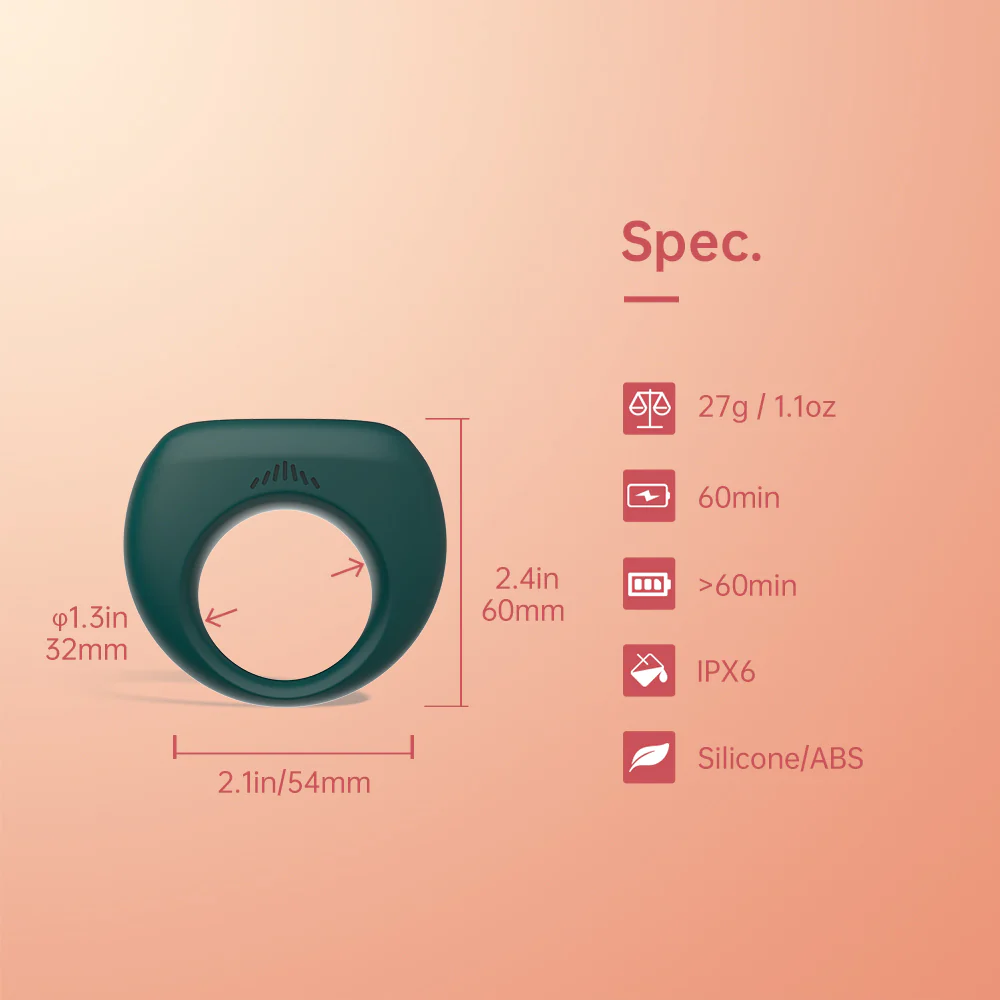 Spec.
27g / 1.1oz
60min
>60min
IPX6
Silicone/ABS
2.4in
60mm
φ1.3in
32mm
2.1in/54mm